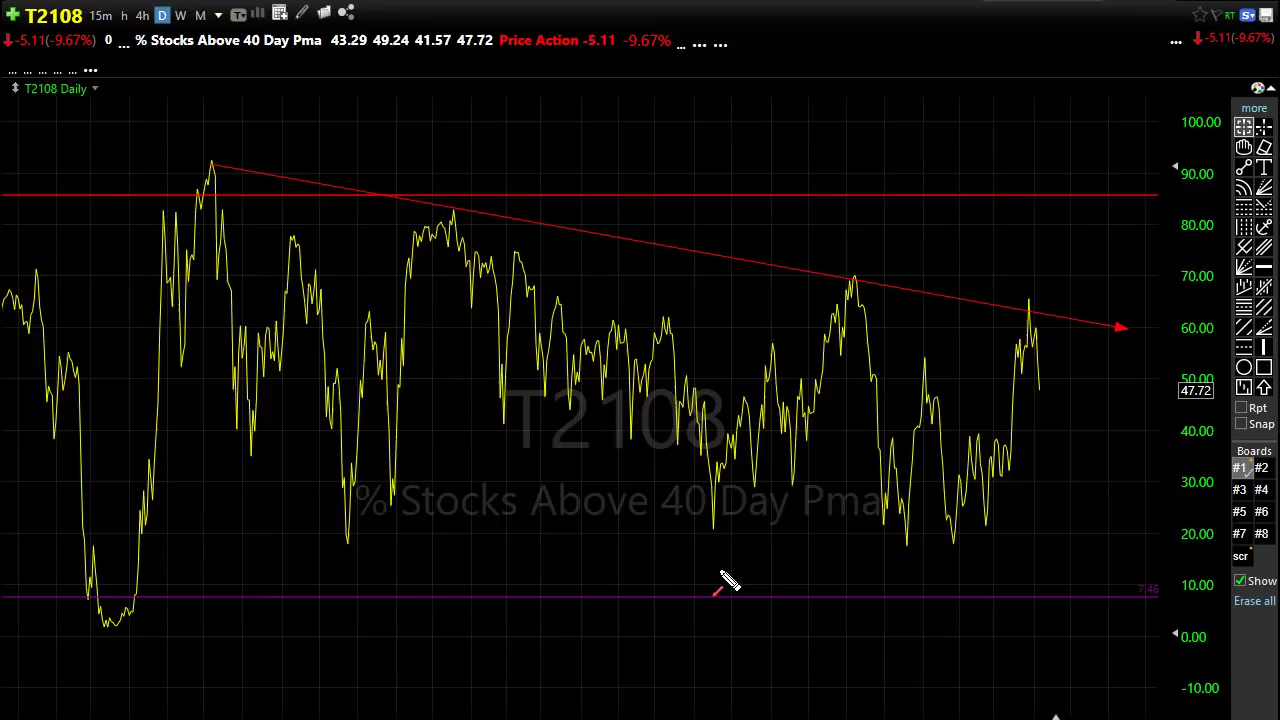 T2108 15m h 4h D W M T RT S
-5.11(-9.67%) 0 ... % Stocks Above 40 Day Pma 43.29 49.24 41.57 47.72 Price Action -5.11 -9.67% ... ... ... ... -5.11(-9.67%)
... ... ... ... ... ...
T2108 Daily
more
100.00
90.00
80.00
70.00
60.00
50.00
47.72
40.00
30.00
20.00
10.00
0.00
-10.00
7.46
T2108
% Stocks Above 40 Day Pma
T
Rpt
Snap
Boards
#1 #2
#3 #4
#5 #6
#7 #8
scr
Show
Erase all